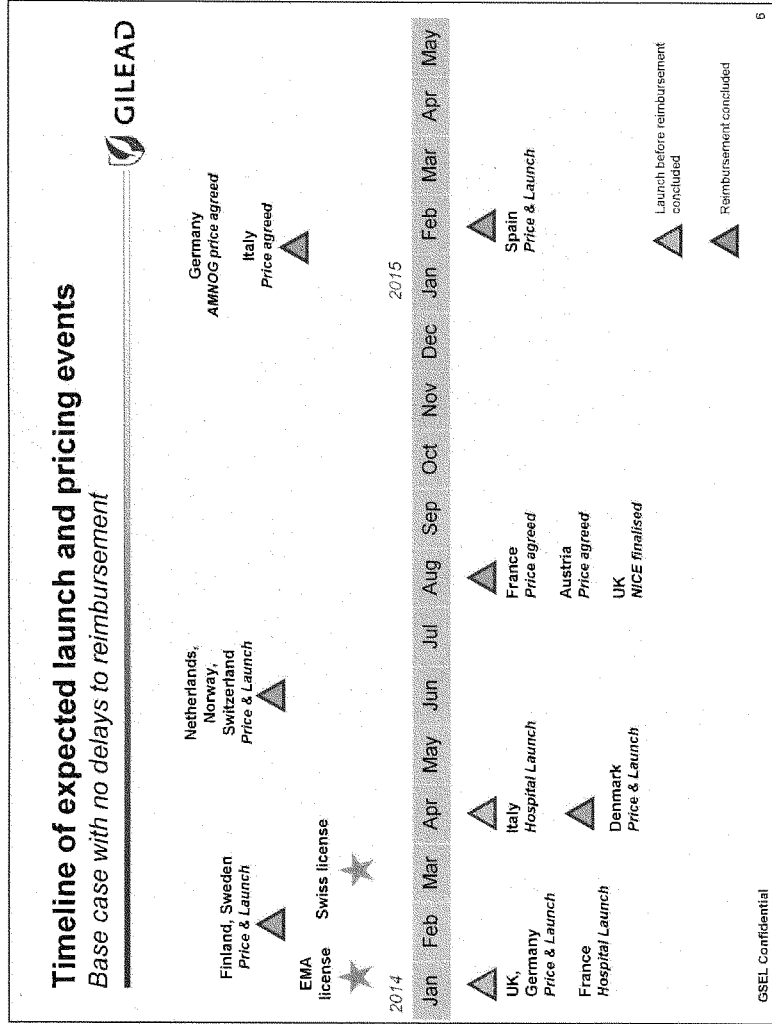 Timeline of expected launch and pricing events
Base case with no delays to reimbursement
GILEAD
Finland, Sweden
Price & Launch
Netherlands,
Norway,
Switzerland
Price & Launch
Germany
AMNOG price agreed
Italy
Price agreed
EMA
license
Swiss license
2014
2015
Jan Feb Mar Apr May Jun Jul Aug Sep Oct Nov Dec Jan Feb Mar Apr May
UK,
Germany
Price & Launch
France
Hospital Launch
Italy
Hospital Launch
Denmark
Price & Launch
France
Price agreed
Austria
Price agreed
UK
NICE finalised
Spain
Price & Launch
Launch before reimbursement
concluded
Reimbursement concluded
GSEL Confidential
6